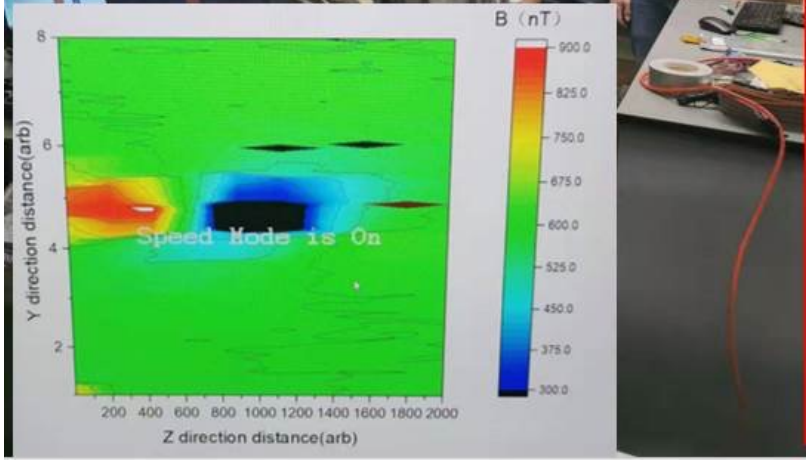 B (nT)
8
6
4
2
Y direction distance(arb)
Speed Mode is On
900.0
825.0
750.0
675.0
600.0
525.0
450.0
375.0
300.0
200 400 600 800 1000 1200 1400 1600 1800 2000
Z direction distance(arb)